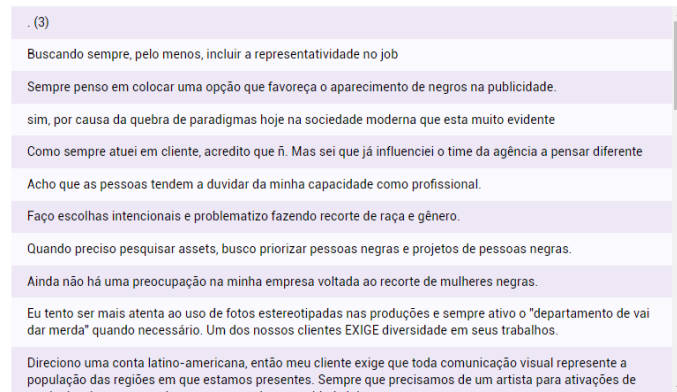 . (3)
Buscando sempre, pelo menos, incluir a representatividade no job
Sempre penso em colocar uma opção que favoreça o aparecimento de negros na publicidade.
sim, por causa da quebra de paradigmas hoje na sociedade moderna que esta muito evidente
Como sempre atuei em cliente, acredito que ñ. Mas sei que já influenciei o time da agência a pensar diferente
Acho que as pessoas tendem a duvidar da minha capacidade como profissional.
Faço escolhas intencionais e problematizo fazendo recorte de raça e gênero.
Quando preciso pesquisar assets, busco priorizar pessoas negras e projetos de pessoas negras.
Ainda não há uma preocupação na minha empresa voltada ao recorte de mulheres negras.
Eu tento ser mais atenta ao uso de fotos estereotipadas nas produções e sempre ativo o "departamento de vai
dar merda" quando necessário. Um dos nossos clientes EXIGE diversidade em seus trabalhos.
Direciono uma conta latino-americana, então meu cliente exige que toda comunicação visual represente a
população das regiões em que estamos presentes. Sempre que precisamos de um artista para ativações de